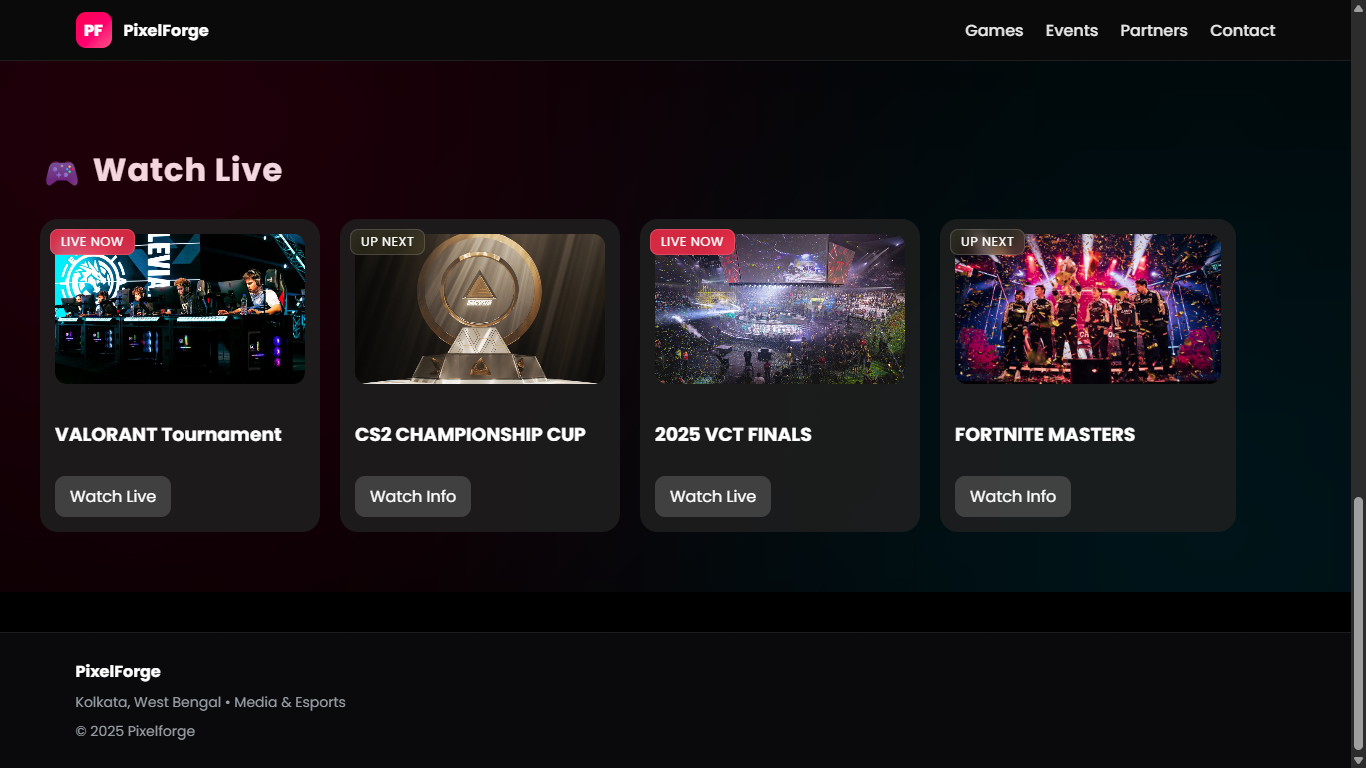 PF PixelForge Games Events Partners Contact
🎮 Watch Live
LIVE NOW UP NEXT LIVE NOW UP NEXT
LEVIA
VALORANT Tournament CS2 CHAMPIONSHIP CUP 2025 VCT FINALS FORTNITE MASTERS
Watch Live Watch Info Watch Live Watch Info
PixelForge
Kolkata, West Bengal • Media & Esports
© 2025 Pixelforge